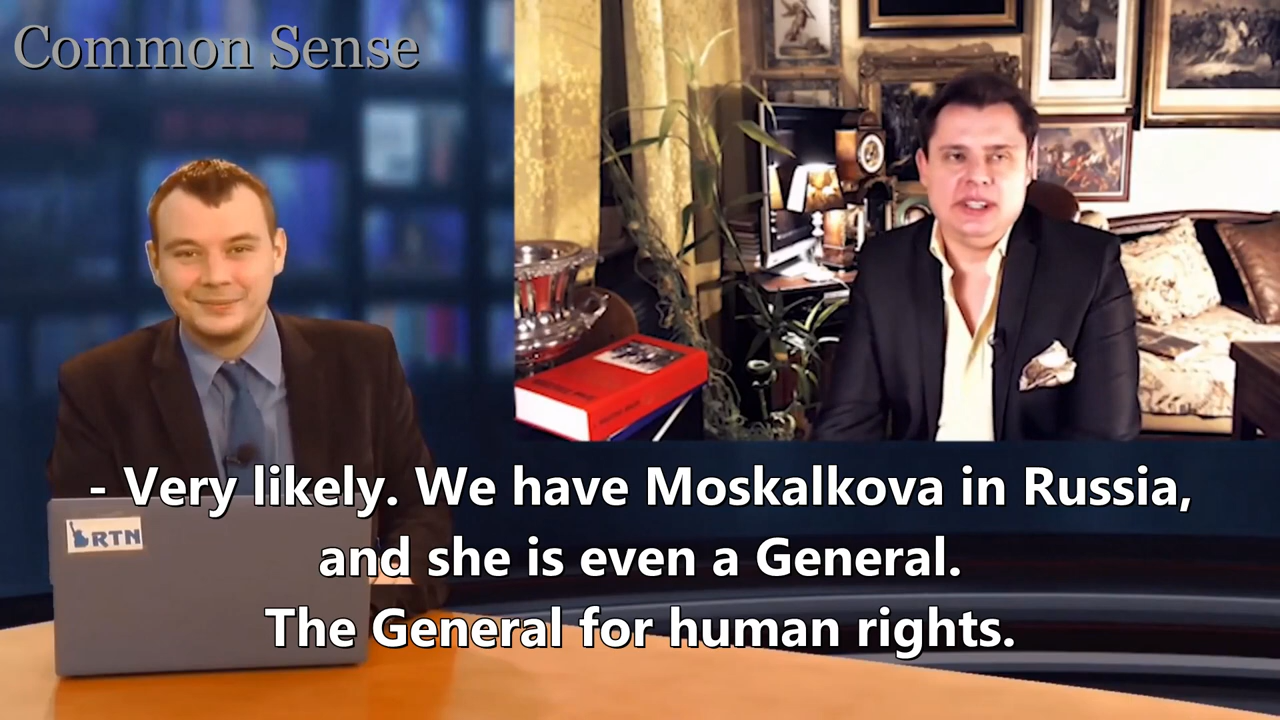 Common Sense
RTN
- Very likely. We have Moskalkova in Russia,
and she is even a General.
The General for human rights.